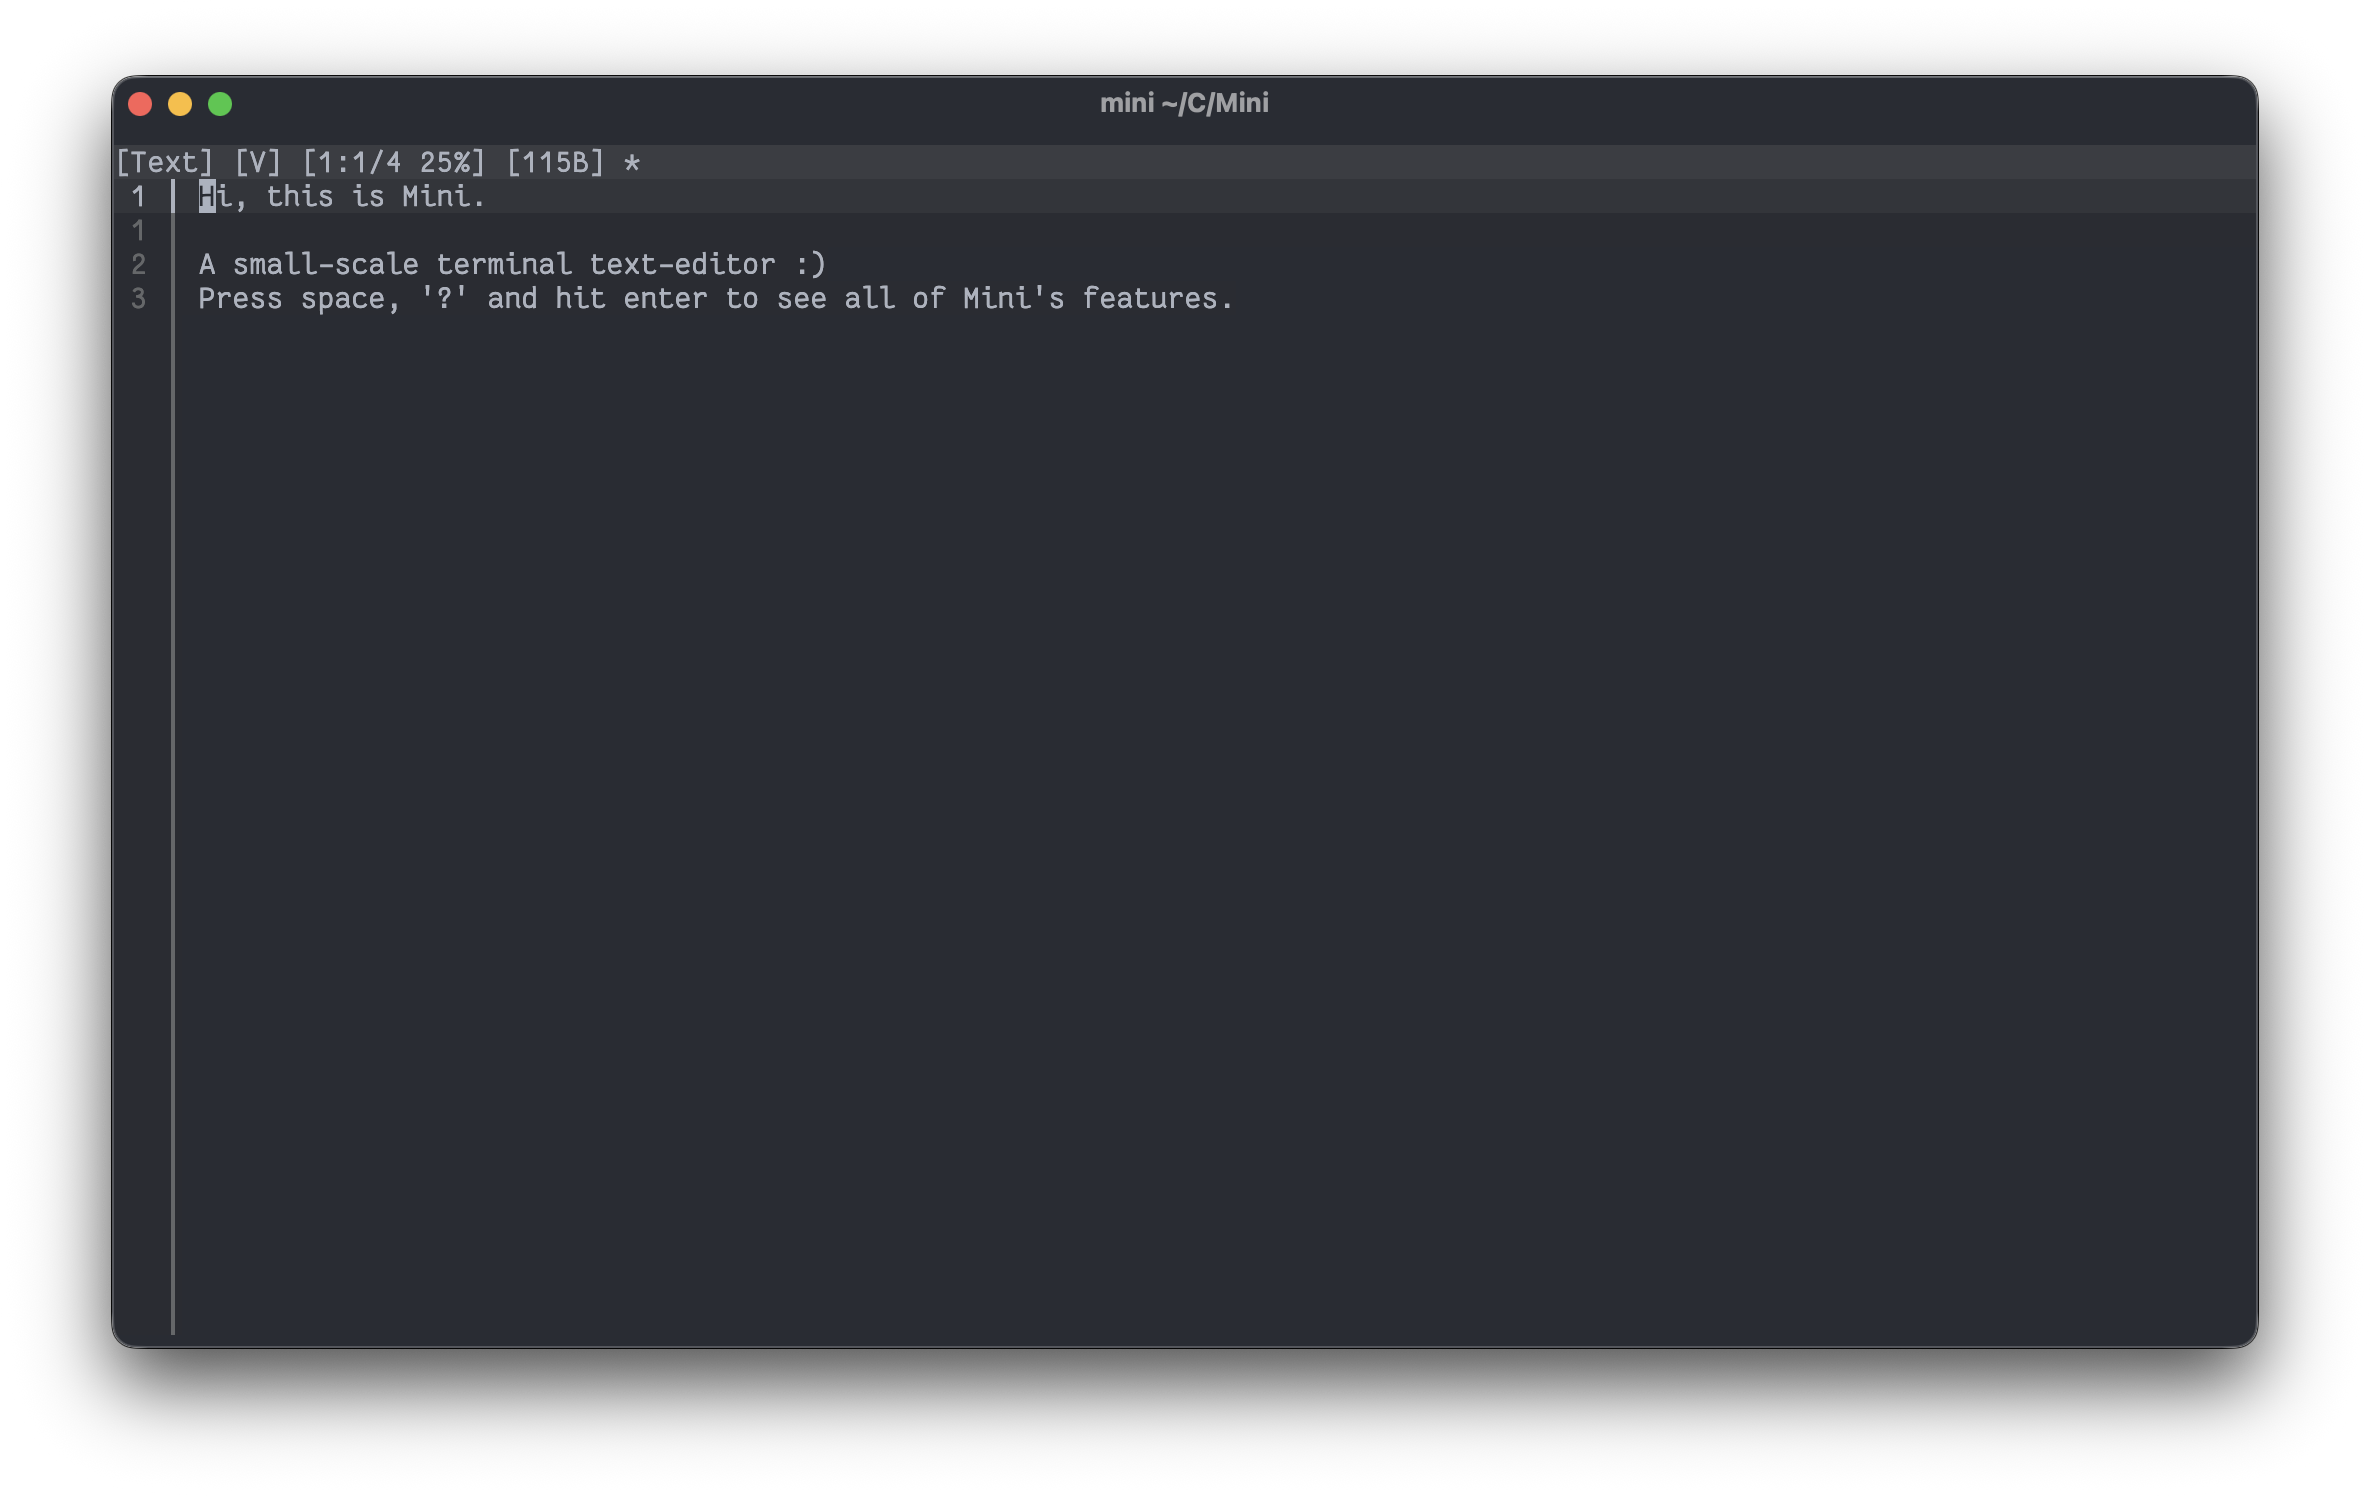 mini ~/C/Mini
[Text] [V] [1:1/4 25%] [115B] *
1 Hi, this is Mini.
1
2 A small-scale terminal text-editor :)
3 Press space, '?' and hit enter to see all of Mini's features.